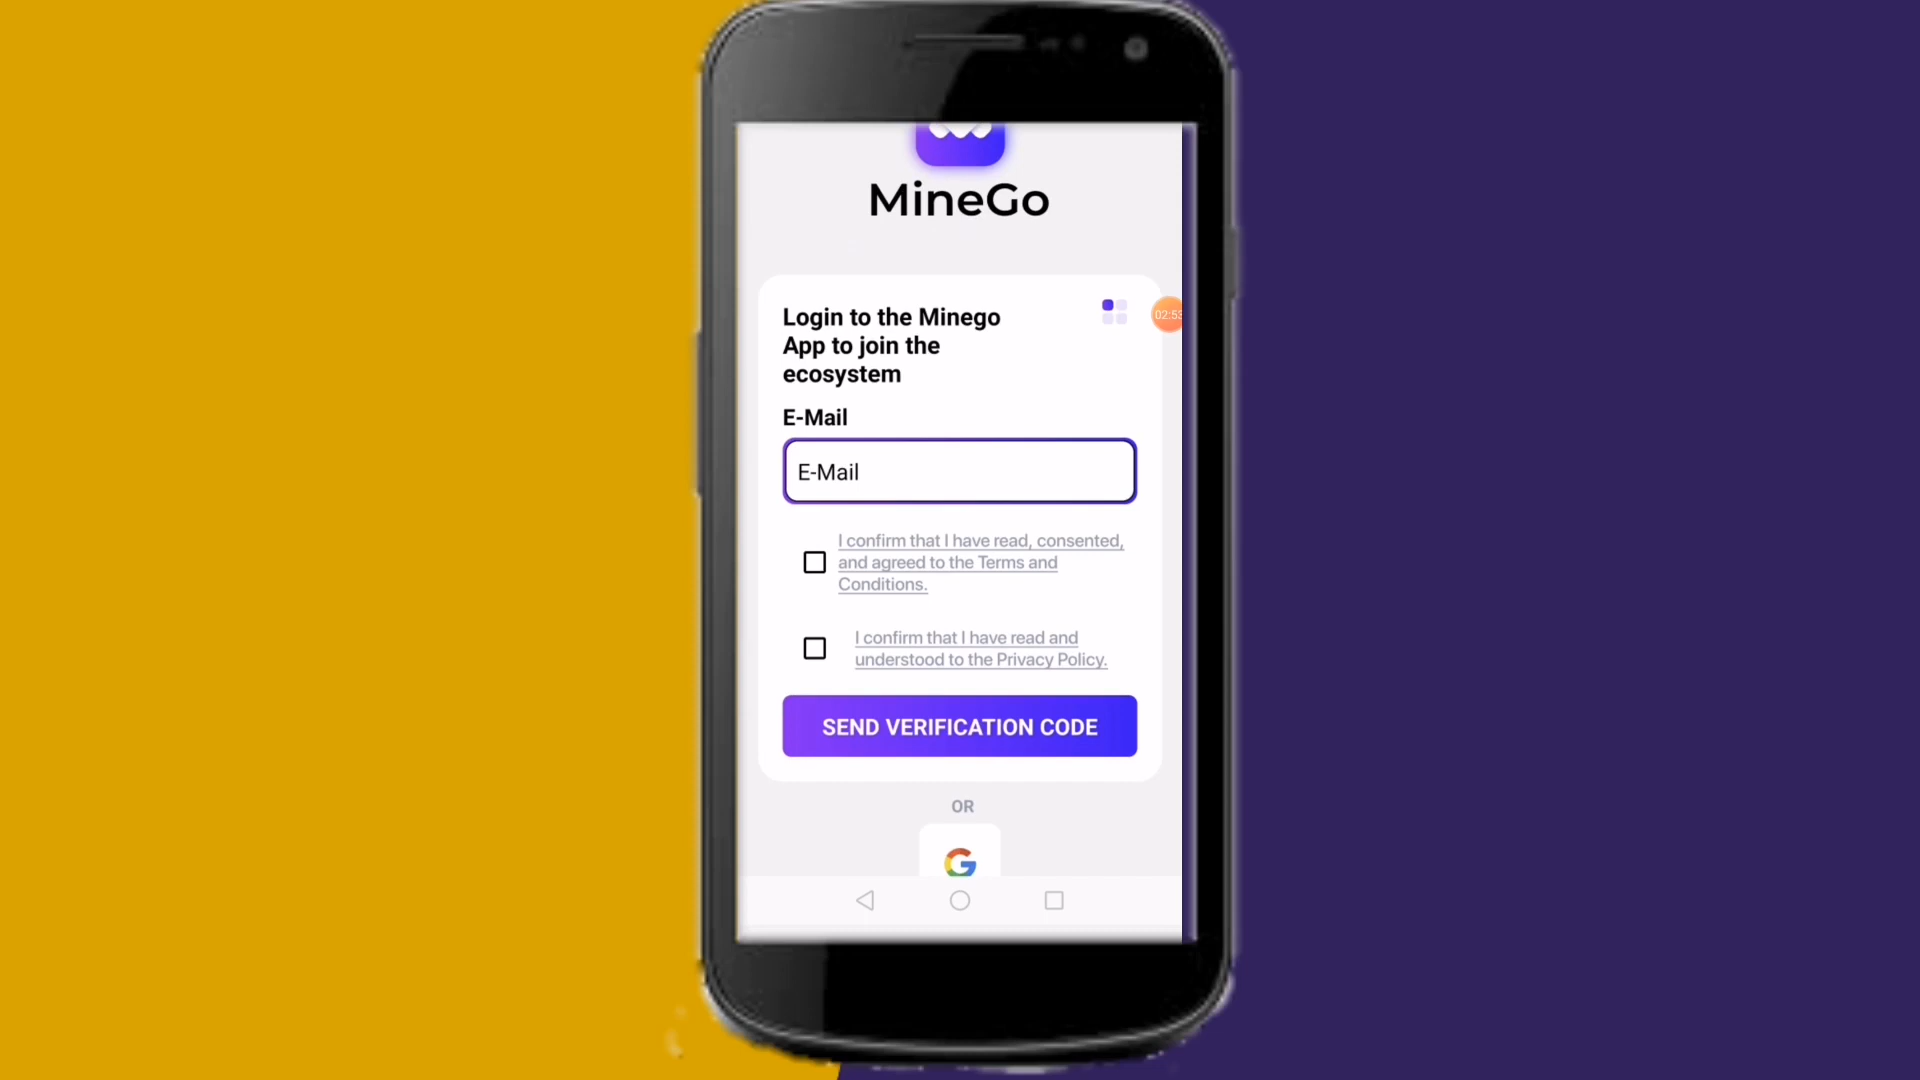 MineGo
Login to the Minego
App to join the
ecosystem
02:53
E-Mail
E-Mail
I confirm that I have read, consented,
and agreed to the Terms and
Conditions.
I confirm that I have read and
understood to the Privacy Policy.
SEND VERIFICATION CODE
OR
G